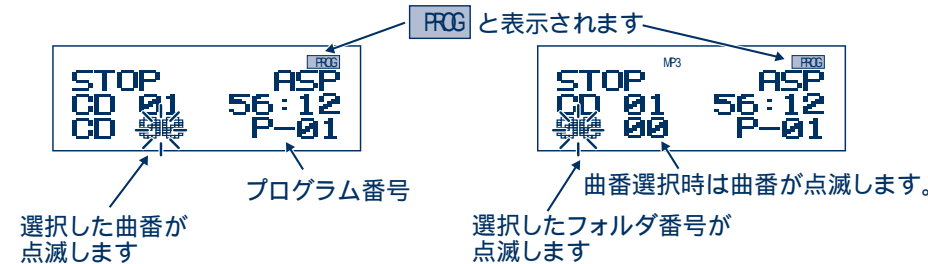 PROG と表示されます
PROG
STOP ASP
CD 01 56:12
CD P-01
MP3 PROG
STOP ASP
CD 01 56:12
00 P-01
プログラム番号
曲番選択時は曲番が点滅します。
選択した曲番が
点滅します
選択したフォルダ番号が
点滅します